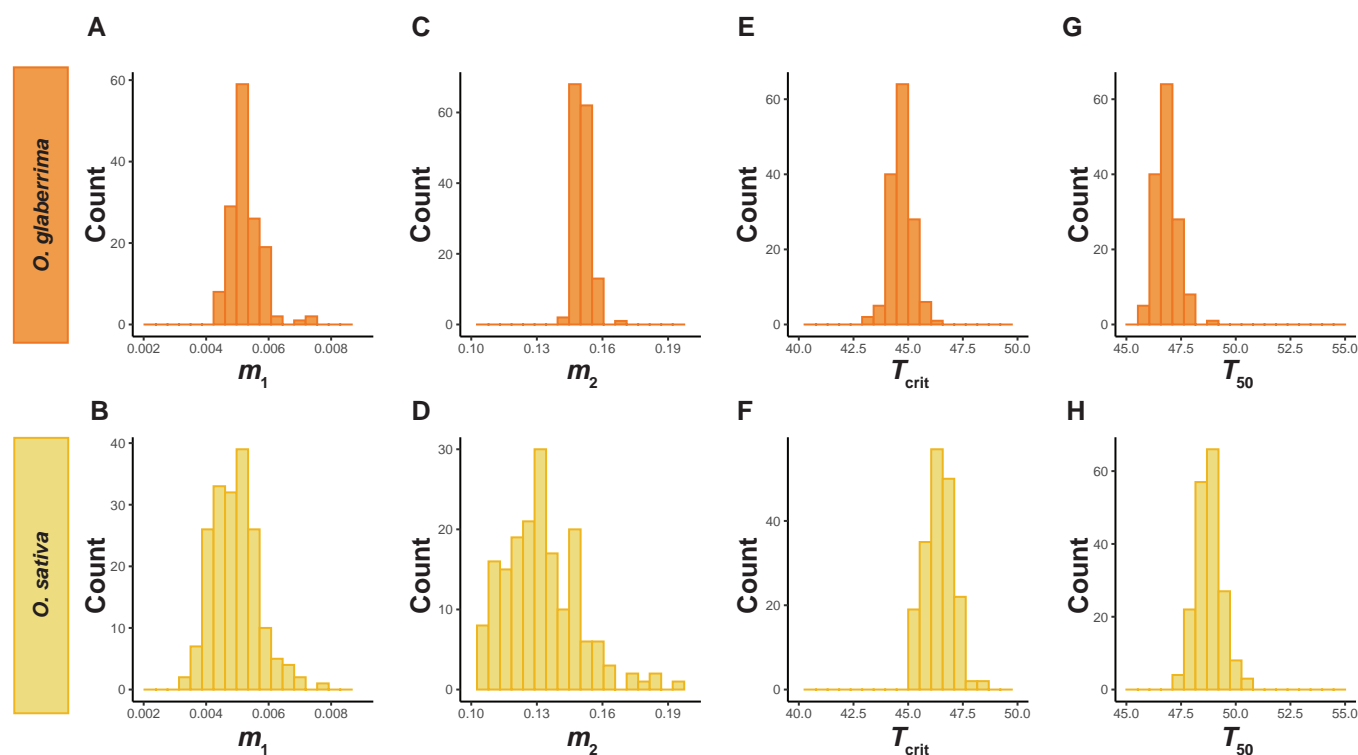 A C E G
O. glaberrima
Count
60
40
20
0
0.002 0.004 0.006 0.008
m1
Count
60
40
20
0
0.10 0.13 0.16 0.19
m2
Count
60
40
20
0
40.0 42.5 45.0 47.5 50.0
Tcrit
Count
60
40
20
0
45.0 47.5 50.0 52.5 55.0
T50
B D F H
O. sativa
Count
40
30
20
10
0
0.002 0.004 0.006 0.008
m1
Count
30
20
10
0
0.10 0.13 0.16 0.19
m2
Count
40
20
0
40.0 42.5 45.0 47.5 50.0
Tcrit
Count
60
40
20
0
45.0 47.5 50.0 52.5 55.0
T50